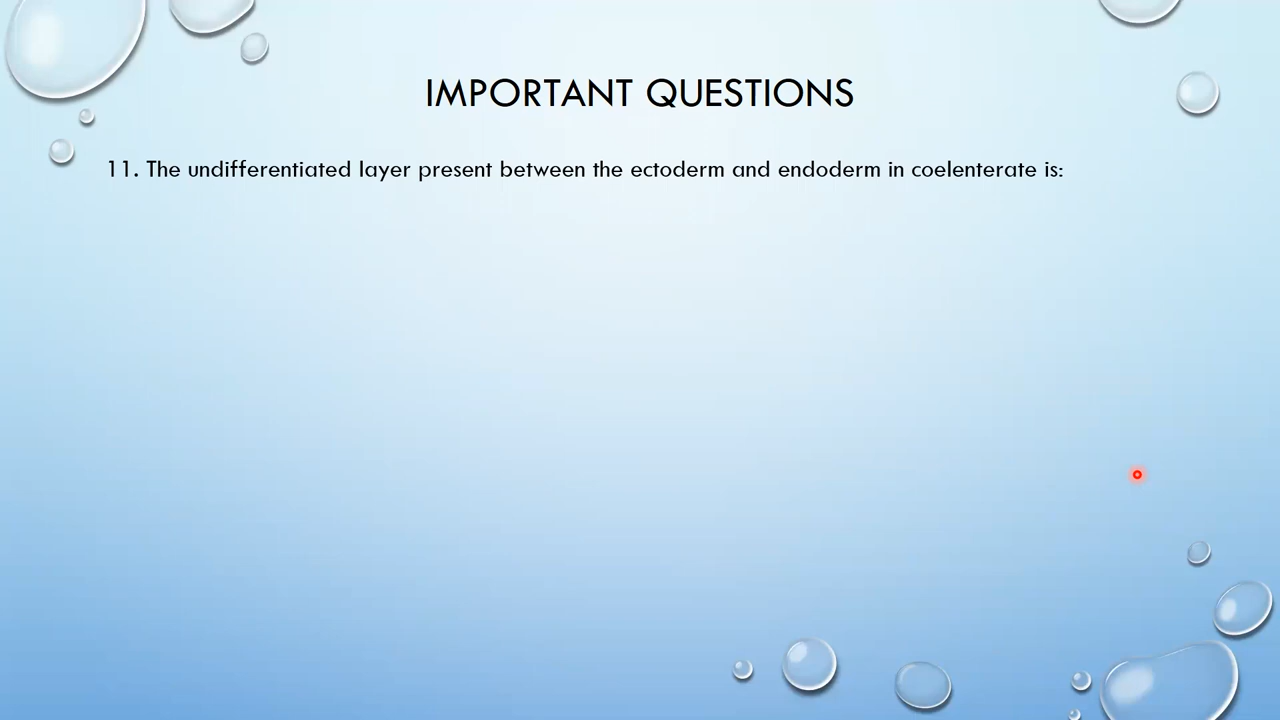 IMPORTANT QUESTIONS
11. The undifferentiated layer present between the ectoderm and endoderm in coelenterate is: